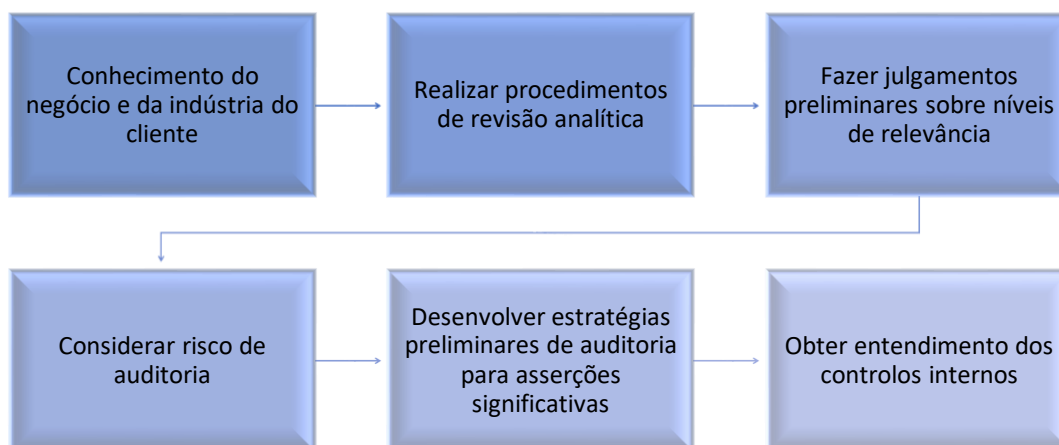 Conhecimento do
negócio e da indústria do
cliente
Realizar procedimentos
de revisão analítica
Fazer julgamentos
preliminares sobre níveis
de relevância
Considerar risco de
auditoria
Desenvolver estratégias
preliminares de auditoria
para asserções
significativas
Obter entendimento dos
controlos internos